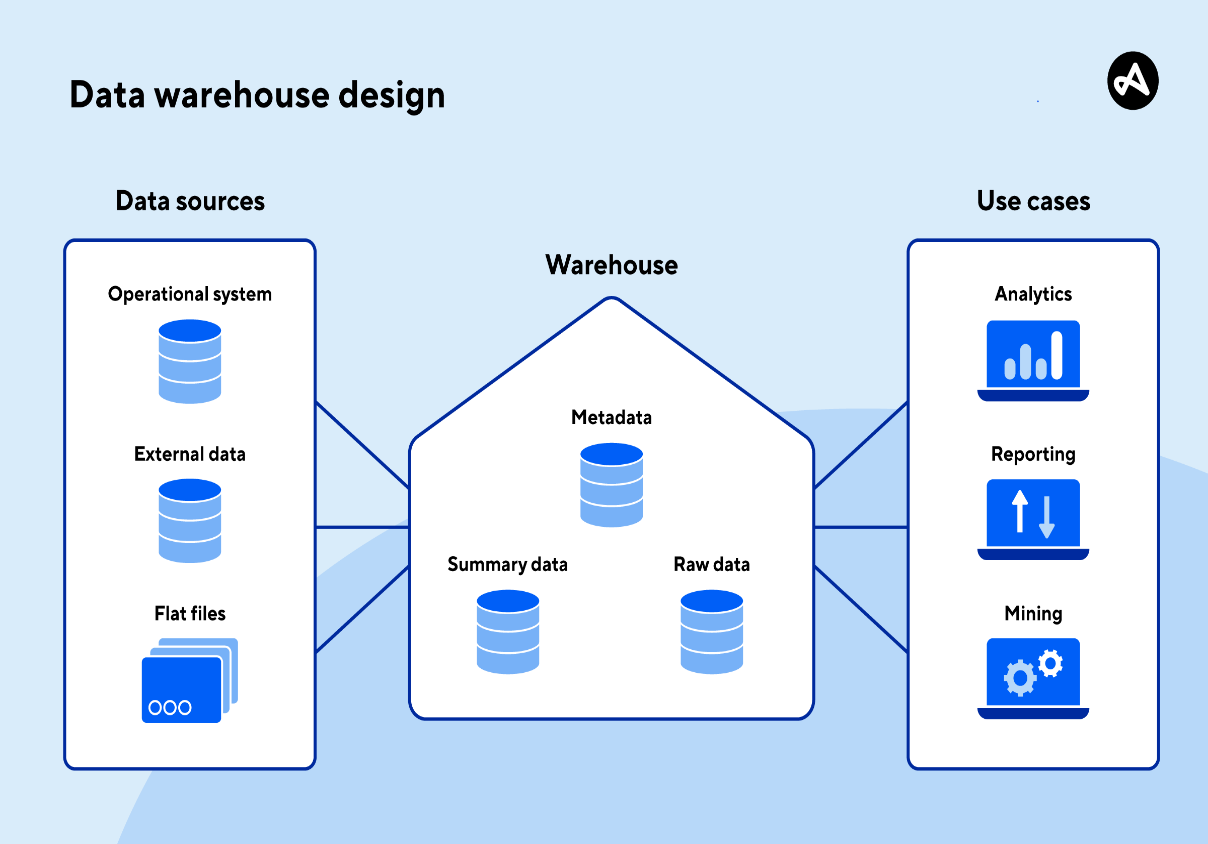 Data warehouse design
Data sources
Operational system
External data
Flat files
Warehouse
Metadata
Summary data
Raw data
Use cases
Analytics
Reporting
Mining